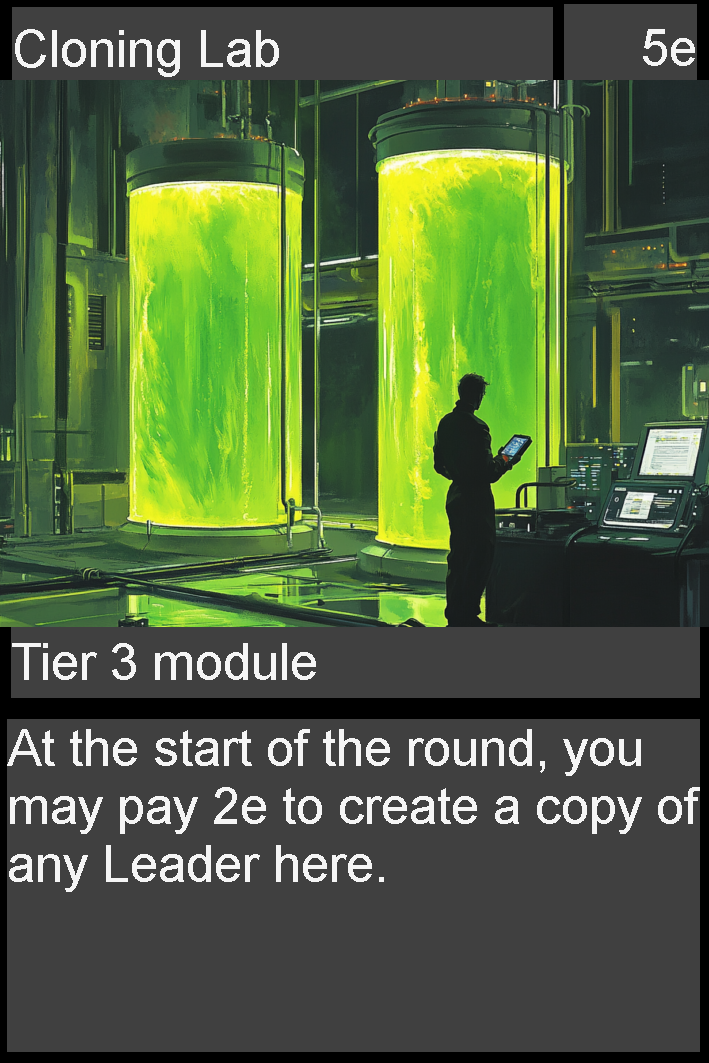 Cloning Lab
5e
Tier 3 module
At the start of the round, you
may pay 2e to create a copy of
any Leader here.